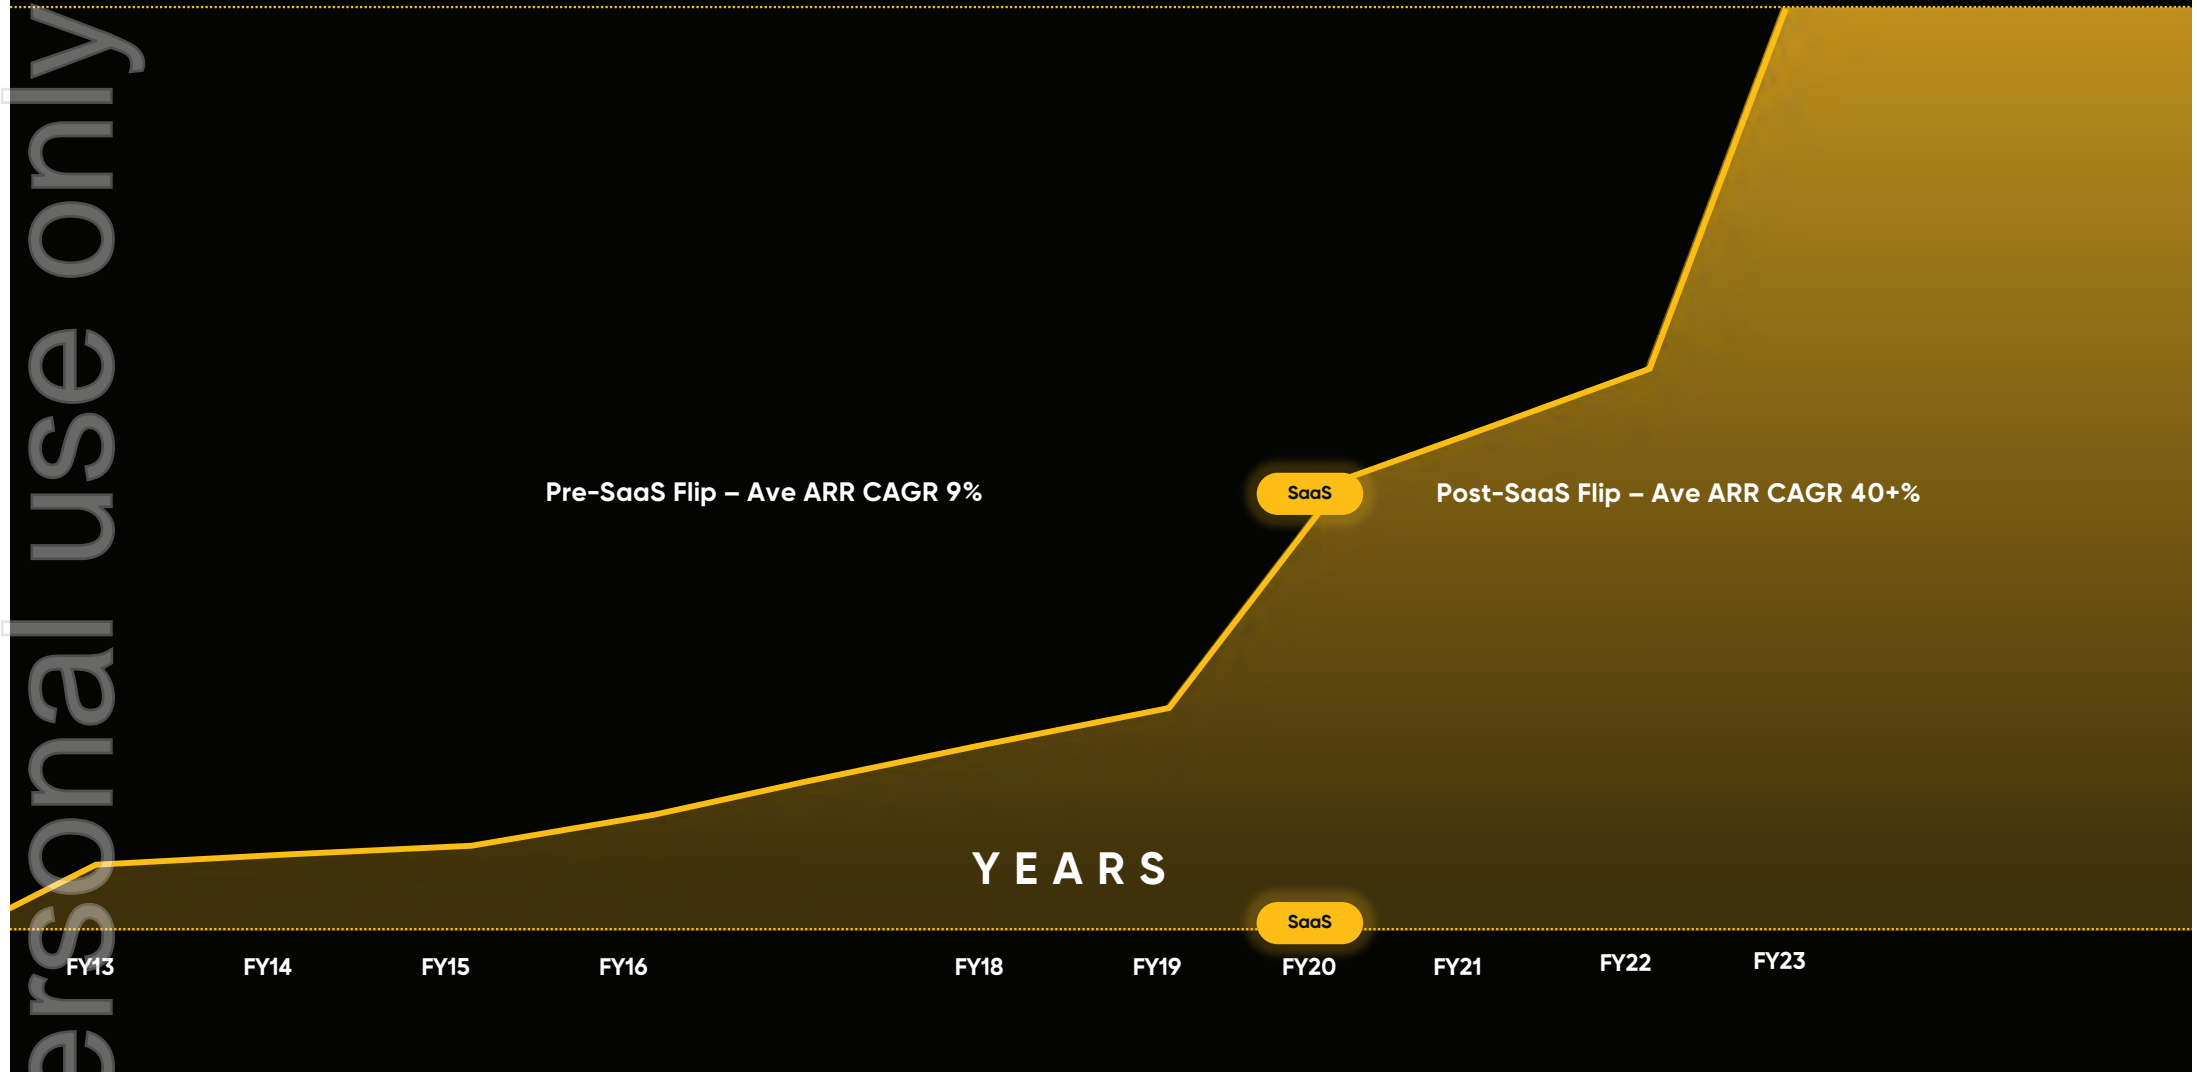 ersonal use only
Pre-SaaS Flip – Ave ARR CAGR 9%
SaaS
Post-SaaS Flip – Ave ARR CAGR 40+%
YEARS
SaaS
FY13 FY14 FY15 FY16 FY18 FY19 FY20 FY21 FY22 FY23